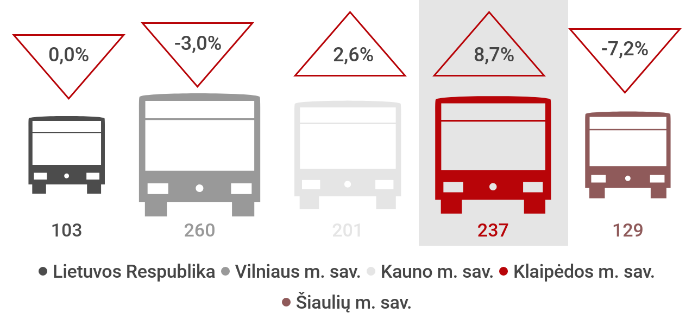 0,0% -3,0% 2,6% 8,7% -7,2%
103 260 201 237 129
Lietuvos Respublika Vilniaus m. sav. Kauno m. sav. Klaipėdos m. sav.
Šiaulių m. sav.